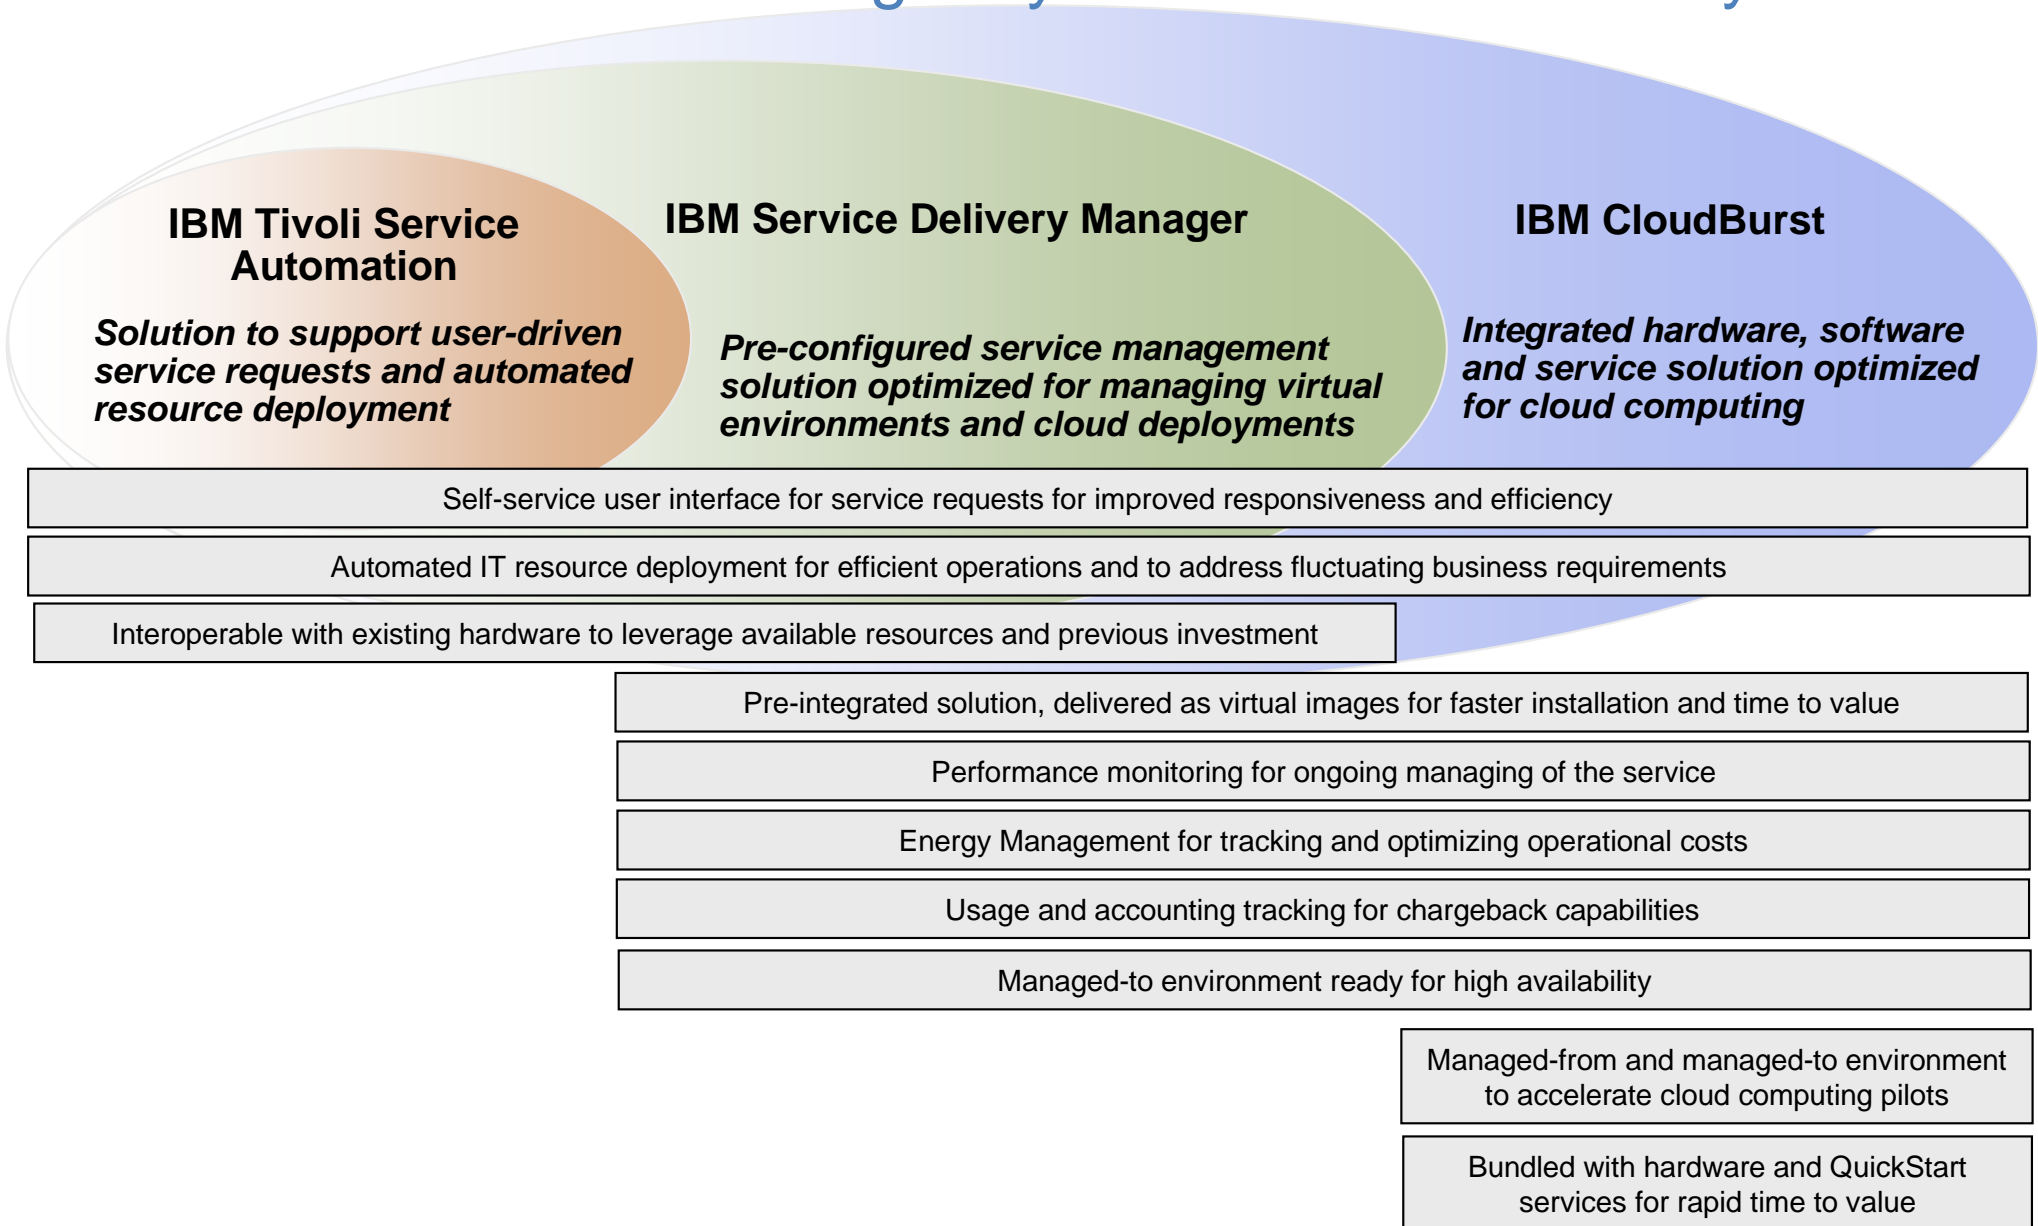 IBM Tivoli Service
Automation
Solution to support user-driven
service requests and automated
resource deployment
IBM Service Delivery Manager
Pre-configured service management
solution optimized for managing virtual
environments and cloud deployments
IBM CloudBurst
Integrated hardware, software
and service solution optimized
for cloud computing
Self-service user interface for service requests for improved responsiveness and efficiency
Automated IT resource deployment for efficient operations and to address fluctuating business requirements
Interoperable with existing hardware to leverage available resources and previous investment
Pre-integrated solution, delivered as virtual images for faster installation and time to value
Performance monitoring for ongoing managing of the service
Energy Management for tracking and optimizing operational costs
Usage and accounting tracking for chargeback capabilities
Managed-to environment ready for high availability
Managed-from and managed-to environment
to accelerate cloud computing pilots
Bundled with hardware and QuickStart
services for rapid time to value